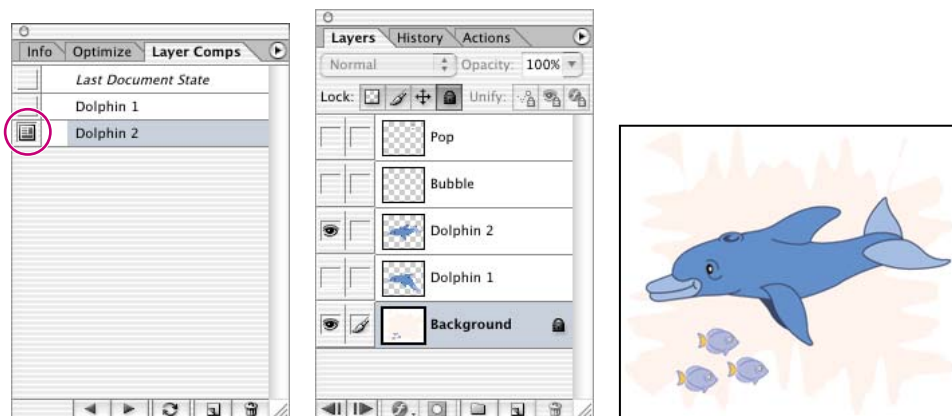 Info Optimize Layer Comps
Last Document State
Dolphin 1
Dolphin 2
Layers History Actions
Normal Opacity: 100%
Lock: Unify:
Pop
Bubble
Dolphin 2
Dolphin 1
Background